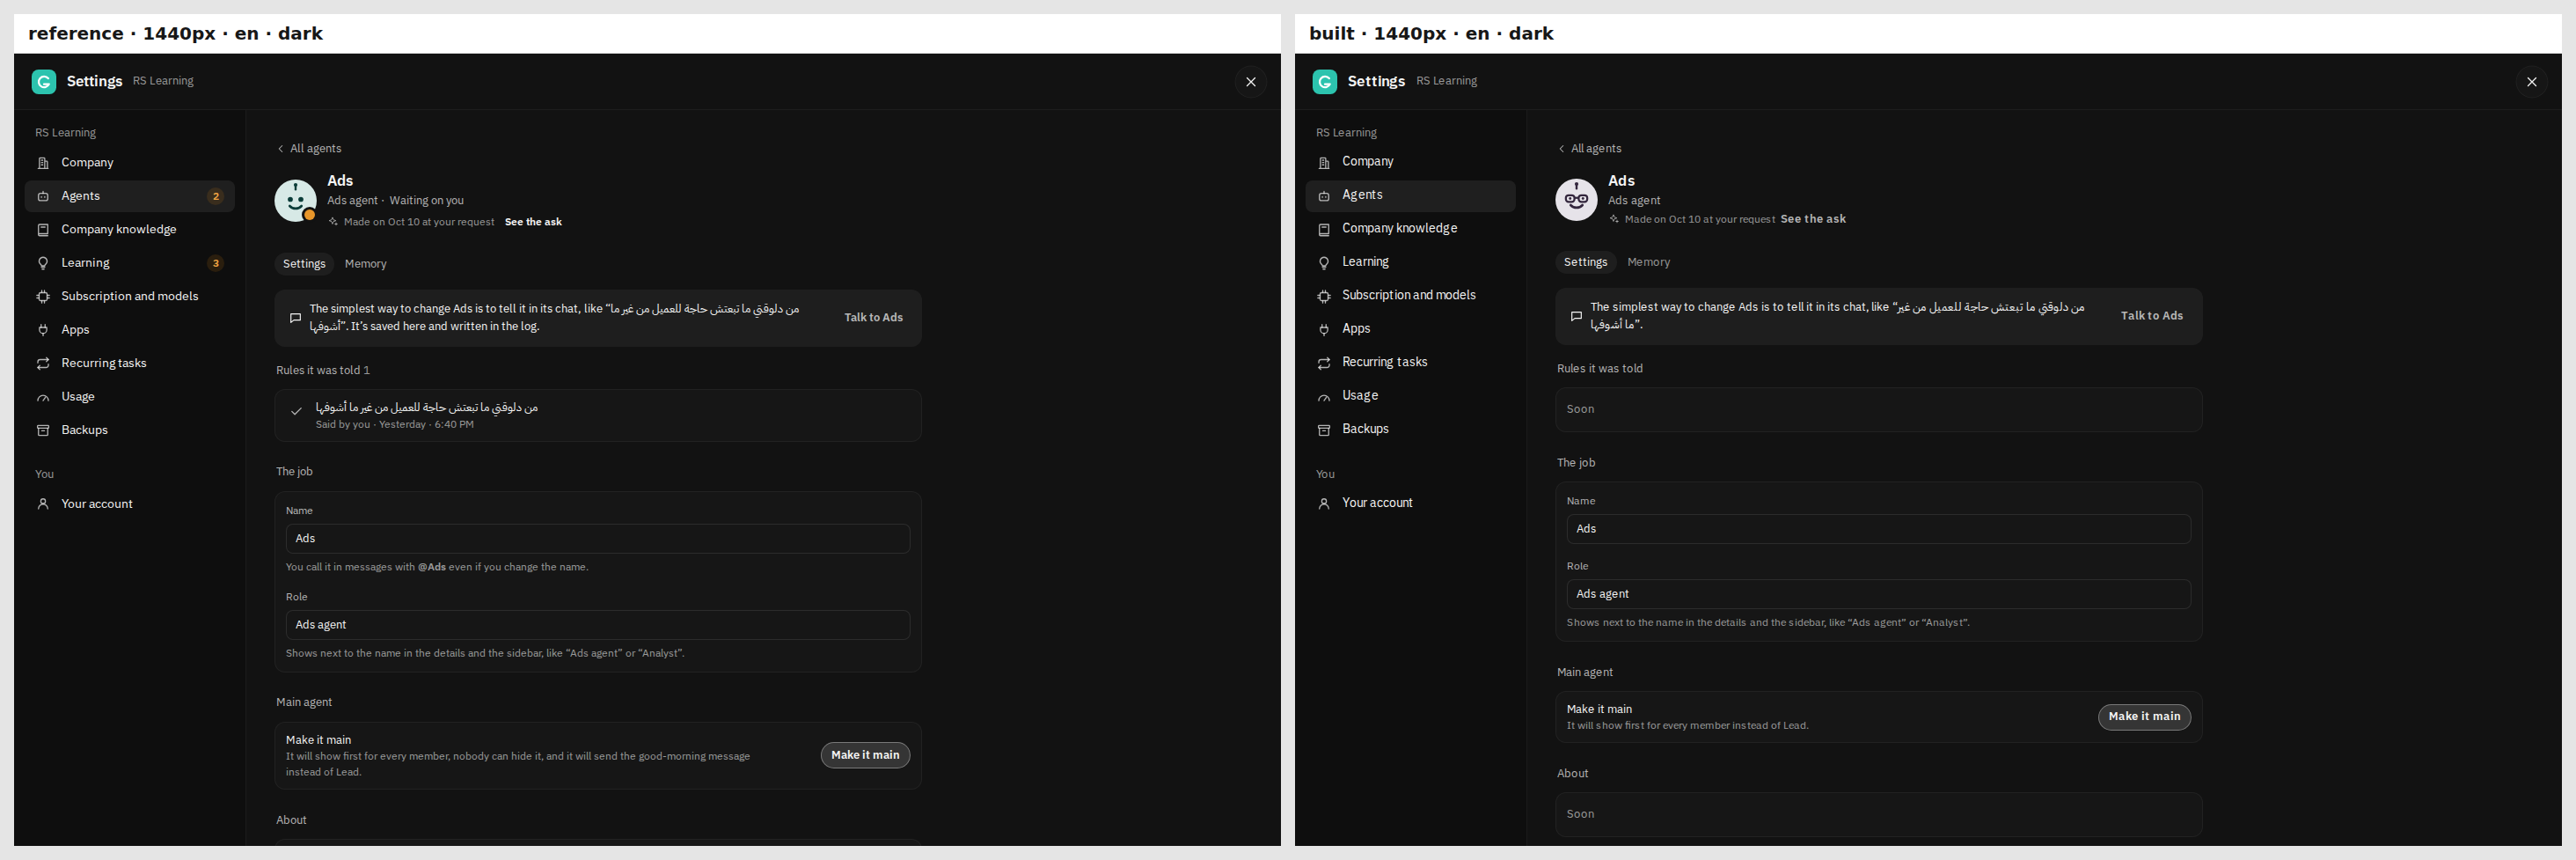 reference · 1440px · en · dark
Settings RS Learning
RS Learning
Company
Agents 2
Company knowledge
Learning 3
Subscription and models
Apps
Recurring tasks
Usage
Backups
You
Your account
All agents
Ads
Ads agent · Waiting on you
Made on Oct 10 at your request See the ask
Settings Memory
The simplest way to change Ads is to tell it in its chat, like “من دلوقتي ما تبعتش حاجة للعميل من غير ما
أشوفها”. It’s saved here and written in the log.
Talk to Ads
Rules it was told 1
من دلوقتي ما تبعتش حاجة للعميل من غير ما أشوفها
Said by you · Yesterday · 6:40 PM
The job
Name
Ads
You call it in messages with @Ads even if you change the name.
Role
Ads agent
Shows next to the name in the details and the sidebar, like “Ads agent” or “Analyst”.
Main agent
Make it main
It will show first for every member, nobody can hide it, and it will send the good-morning message
instead of Lead.
Make it main
About
built · 1440px · en · dark
Settings RS Learning
RS Learning
Company
Agents
Company knowledge
Learning
Subscription and models
Apps
Recurring tasks
Usage
Backups
You
Your account
All agents
Ads
Ads agent
Made on Oct 10 at your request See the ask
Settings Memory
The simplest way to change Ads is to tell it in its chat, like “من دلوقتي ما تبعتش حاجة للعميل من غير
ما أشوفها”.
Talk to Ads
Rules it was told
Soon
The job
Name
Ads
Role
Ads agent
Shows next to the name in the details and the sidebar, like “Ads agent” or “Analyst”.
Main agent
Make it main
It will show first for every member instead of Lead.
Make it main
About
Soon